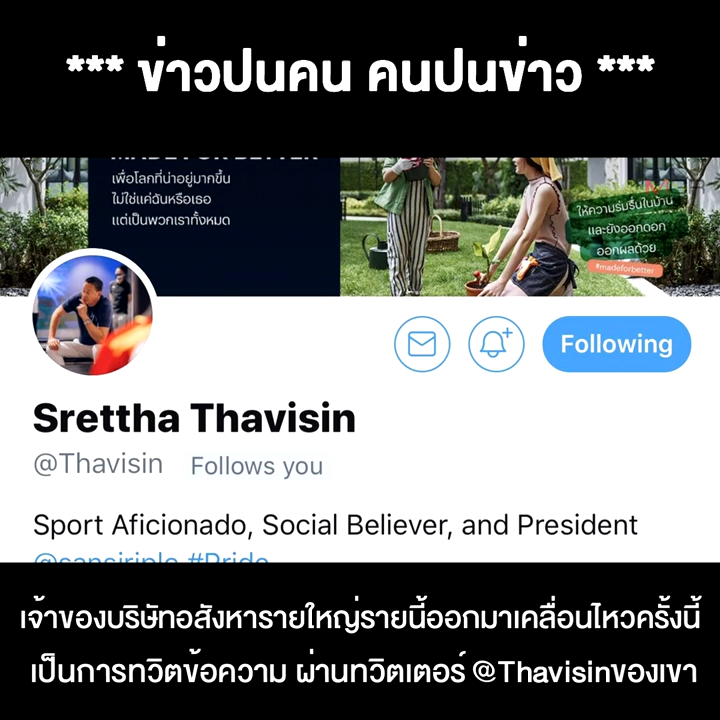 *** ข่าวปนคน คนปนข่าว ***
MADE FOR BETTER
เพื่อโลกที่น่าอยู่มากขึ้น
ไม่ใช่แค่ฉันหรือเธอ
แต่เป็นพวกเราทั้งหมด
ให้ความร่มรื่นในบ้าน
และยังออกดอก
ออกผลด้วย
#madeforbetter
Following
Srettha Thavisin
@Thavisin Follows you
Sport Aficionado, Social Believer, and President
@sansiriplc #Pride
เจ้าของบริษัทอสังหารายใหญ่รายนี้ออกมาเคลื่อนไหวครั้งนี้
เป็นการทวิตข้อความ ผ่านทวิตเตอร์ @Thavisinของเขา